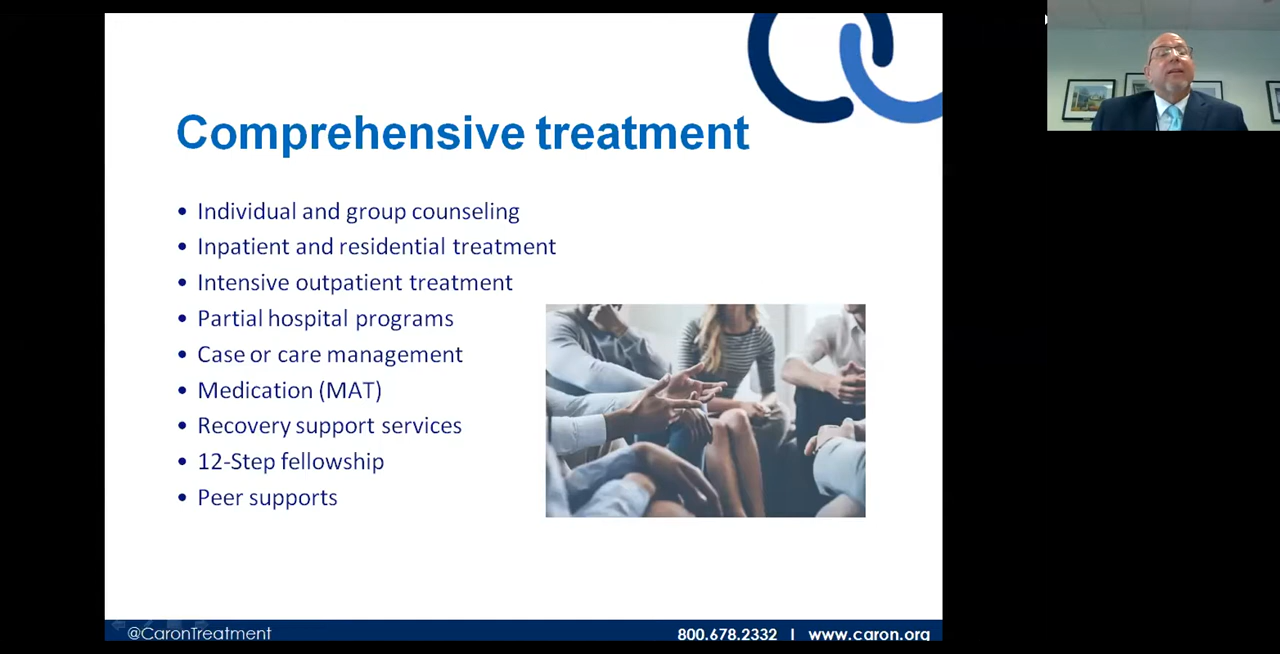 Comprehensive treatment
• Individual and group counseling
• Inpatient and residential treatment
• Intensive outpatient treatment
• Partial hospital programs
• Case or care management
• Medication (MAT)
• Recovery support services
• 12-Step fellowship
• Peer supports
@CaronTreatment
800.678.2332 | www.caron.org